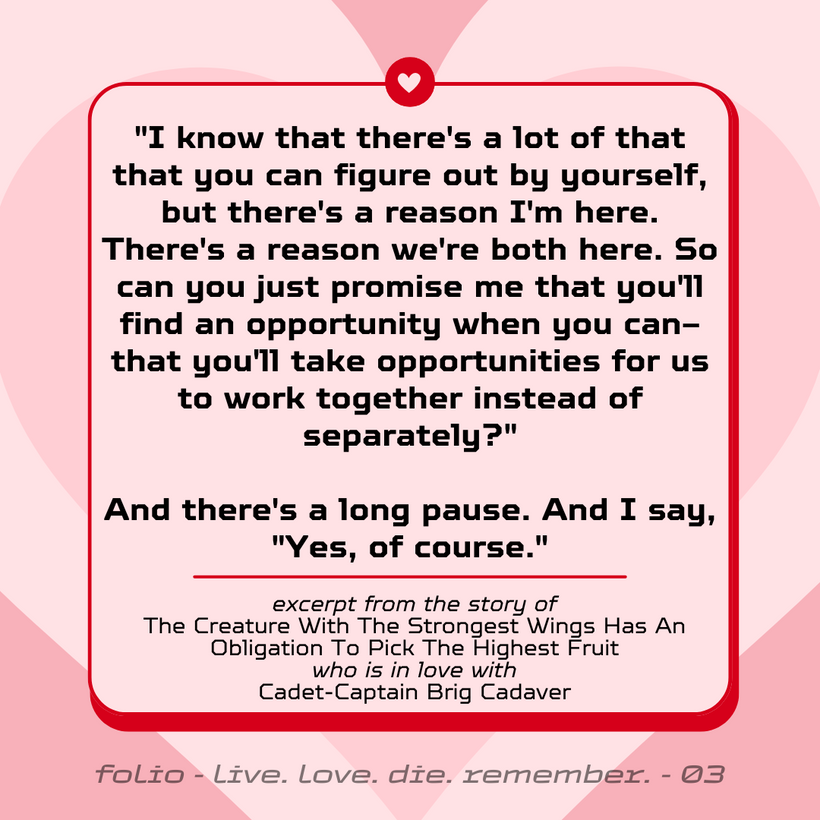 "I know that there's a lot of that
that you can figure out by yourself,
but there's a reason I'm here.
There's a reason we're both here. So
can you just promise me that you'll
find an opportunity when you can–
that you'll take opportunities for us
to work together instead of
separately?"
And there's a long pause. And I say,
"Yes, of course."
excerpt from the story of
The Creature With The Strongest Wings Has An
Obligation To Pick The Highest Fruit
who is in love with
Cadet-Captain Brig Cadaver
folio - live. love. die. remember. - 03